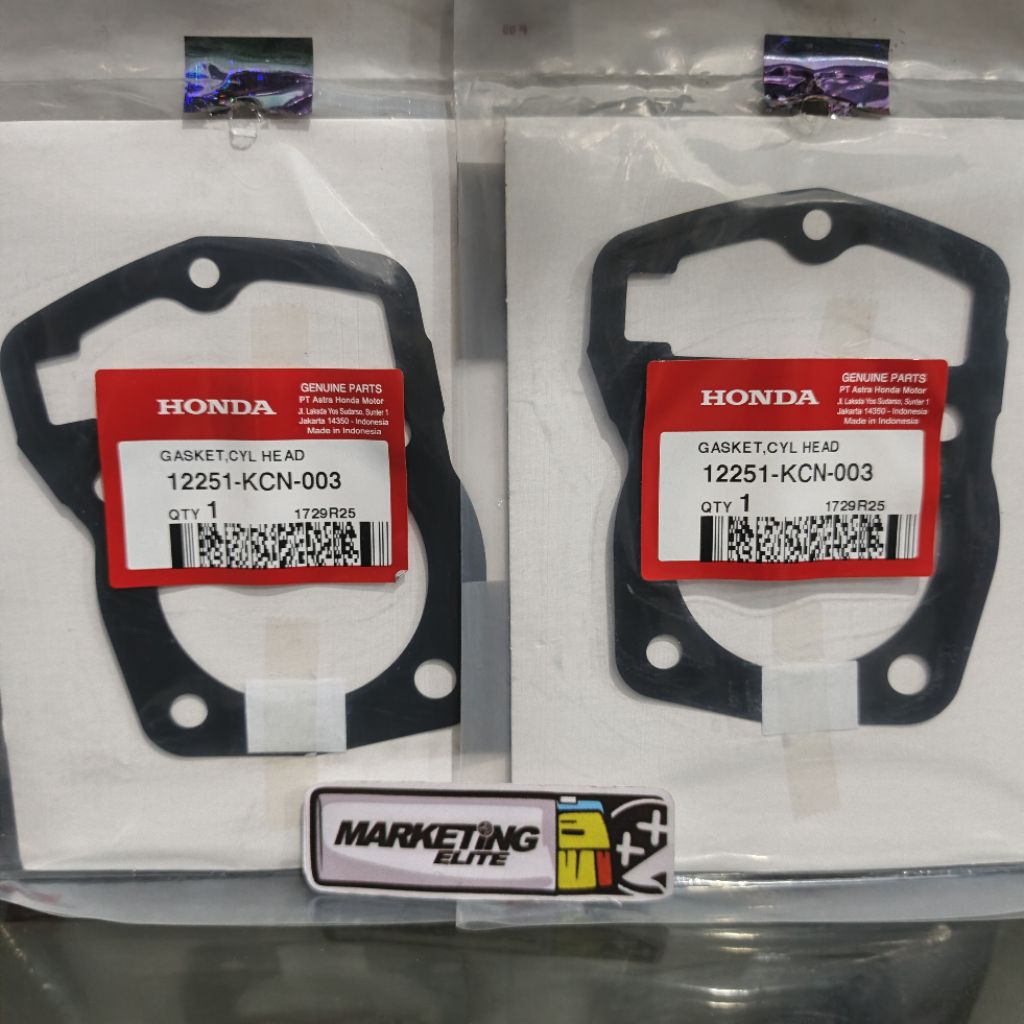 HONDA
GENUINE PARTS
PT Astra Honda Motor
Jl. Laksda Yos Sudarso, Sunter 1
Jakarta 14350 - Indonesia
Made in Indonesia
GASKET,CYL HEAD
12251-KCN-003
QTY 1 1729R25
HONDA
GENUINE PARTS
PT Astra Honda Motor
Jl. Laksda Yos Sudarso, Sunter 1
Jakarta 14350 - Indonesia
Made in Indonesia
GASKET,CYL HEAD
12251-KCN-003
QTY 1 1729R25
MARKETING
ELITE